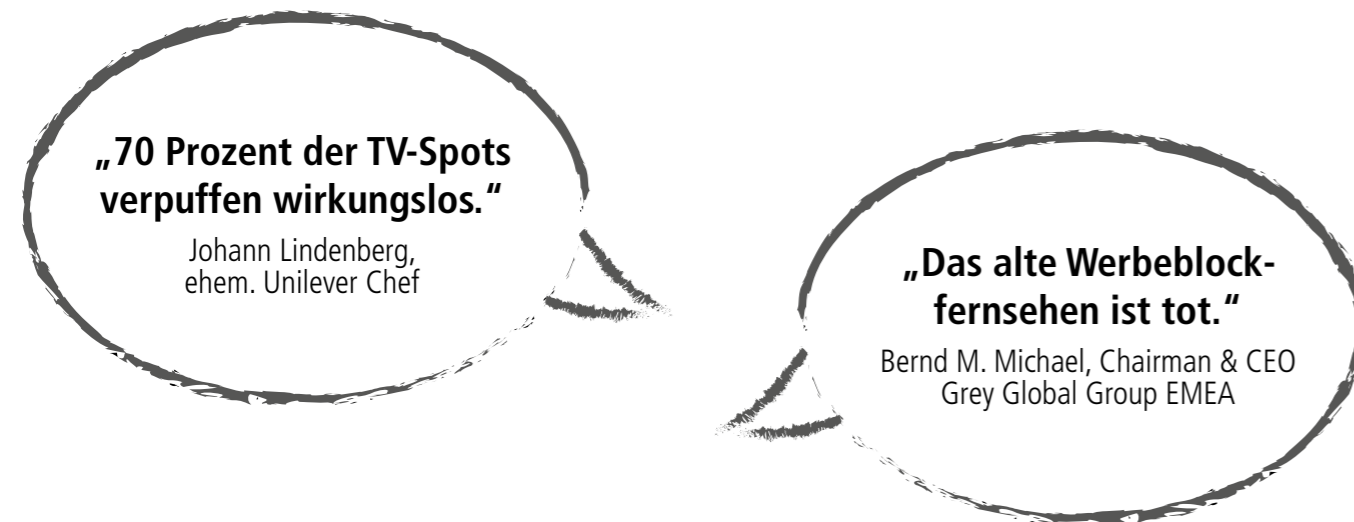 „70 Prozent der TV-Spots
verpuffen wirkungslos.“
Johann Lindenberg,
ehem. Unilever Chef
„Das alte Werbeblock-
fernsehen ist tot.“
Bernd M. Michael, Chairman & CEO
Grey Global Group EMEA